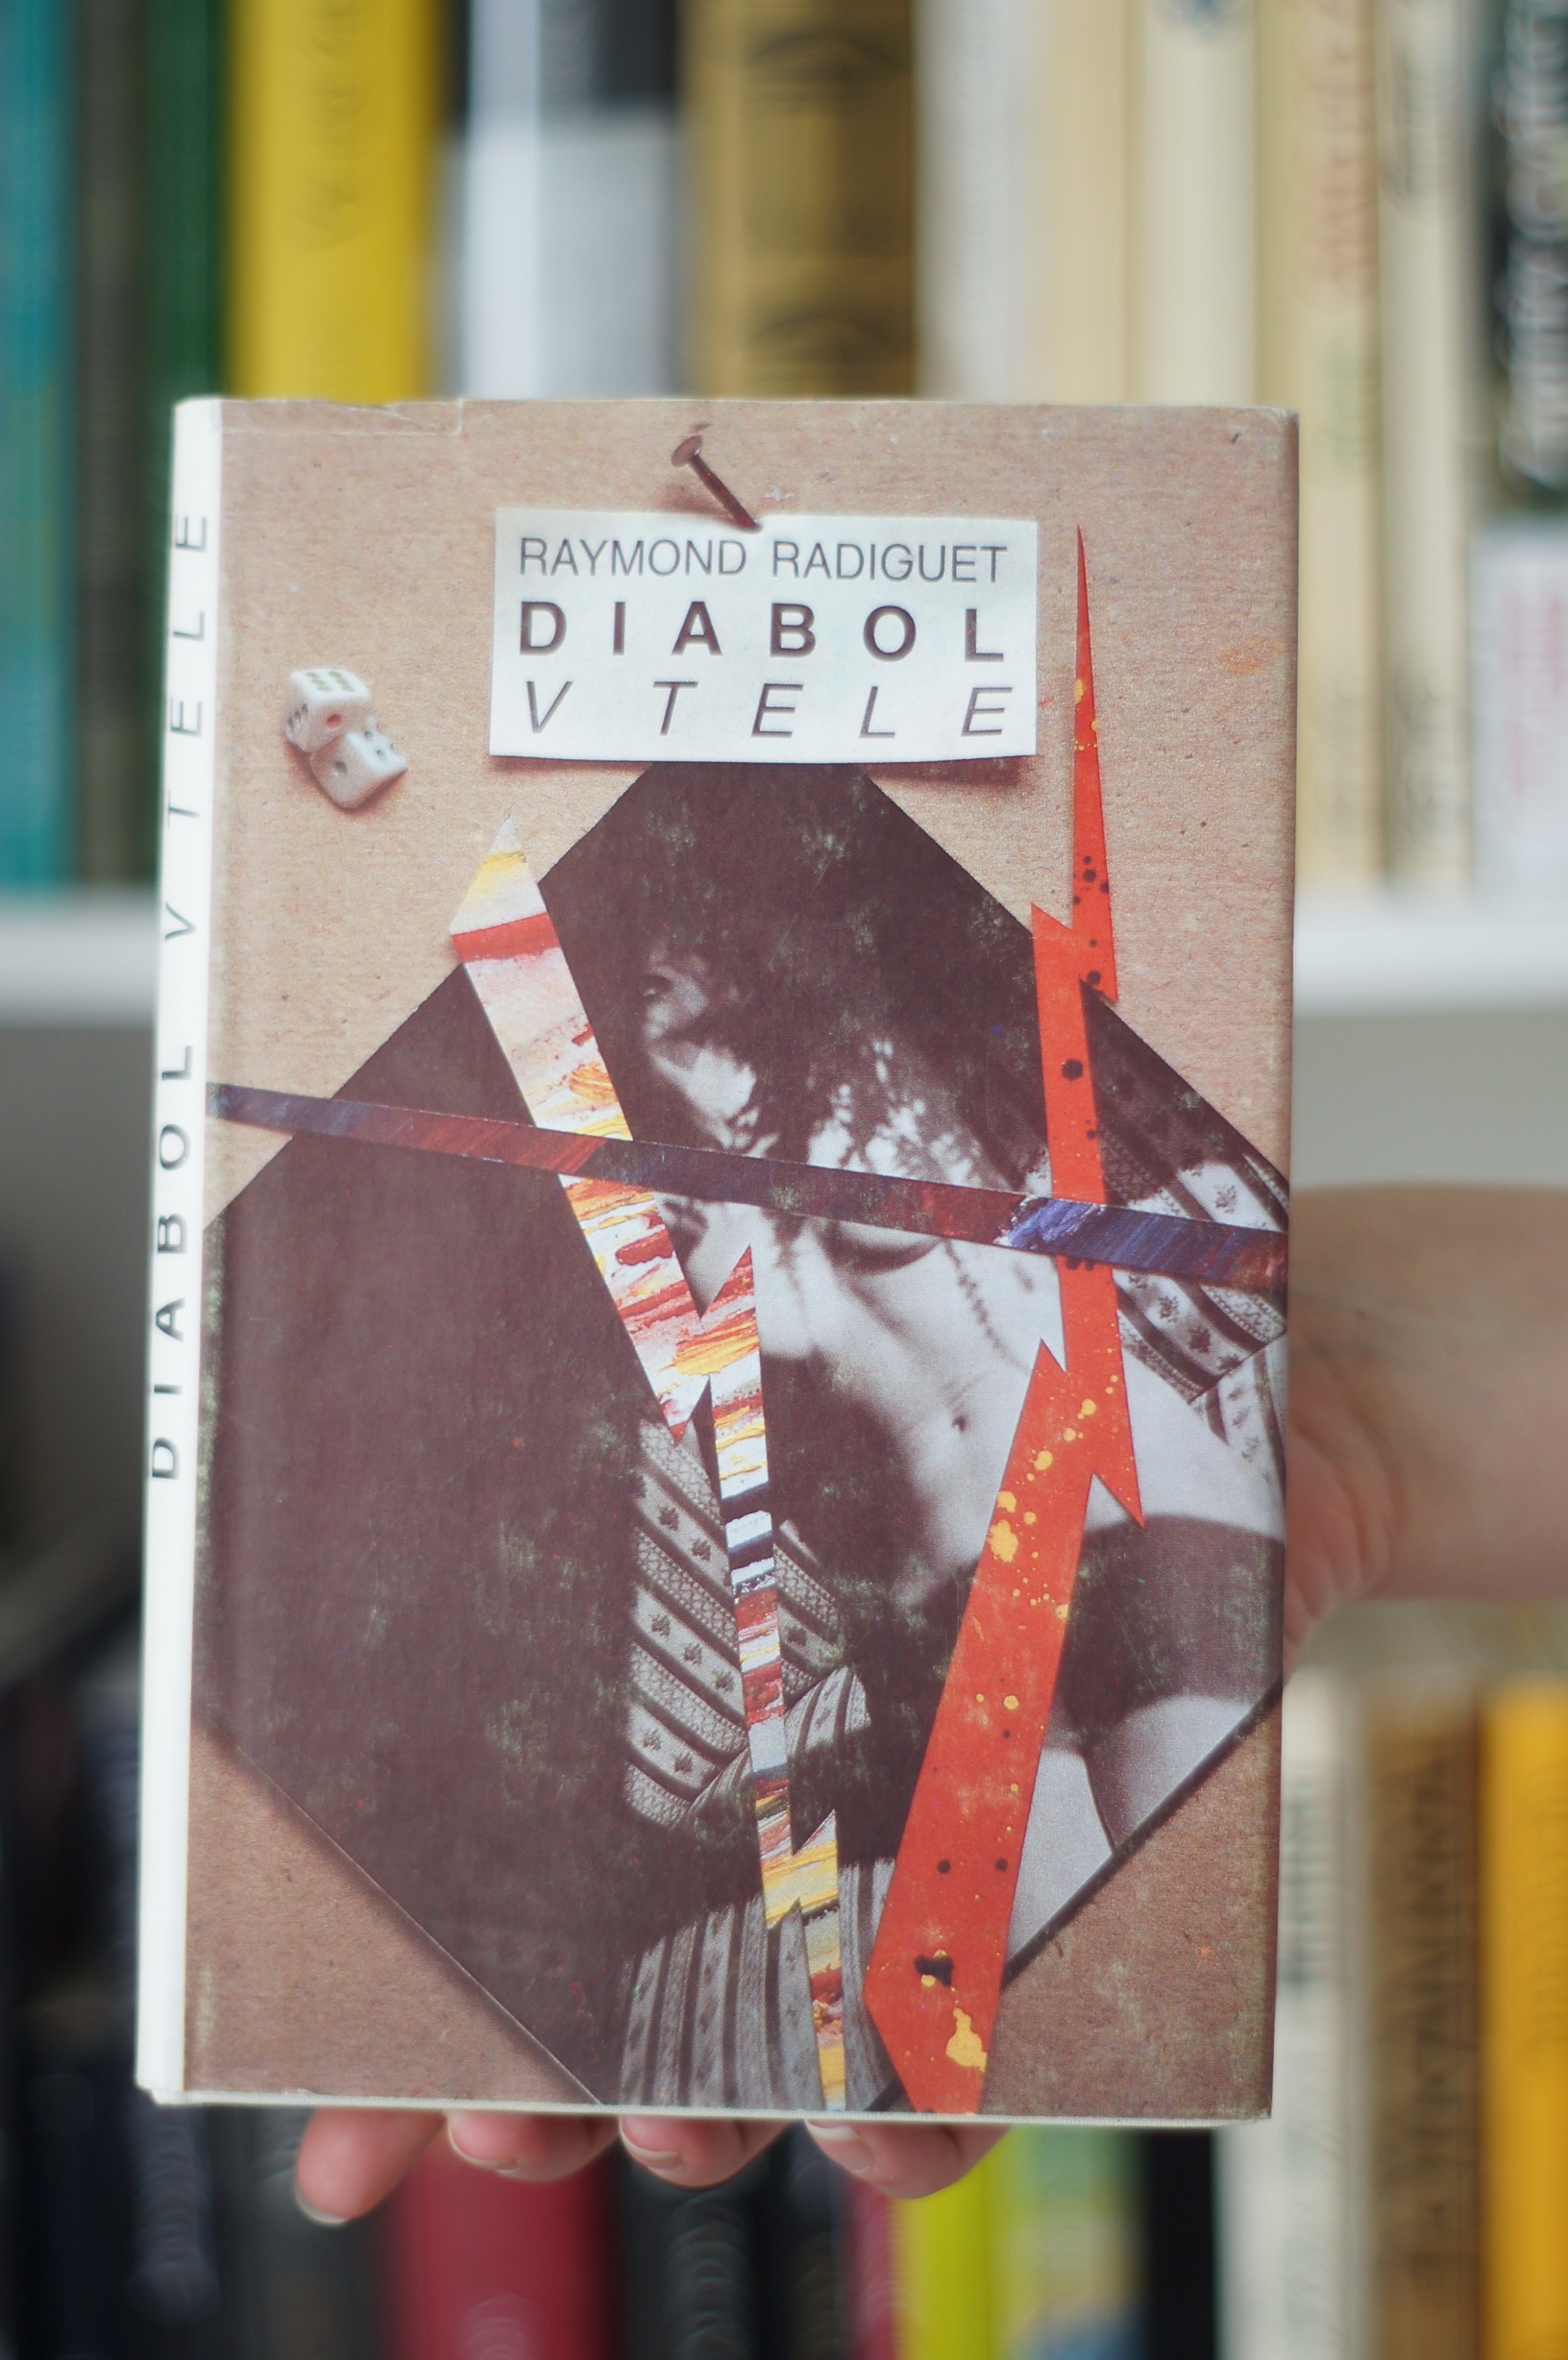 RAYMOND RADIGUET
DIABOL
V TELE
DIABOL V TELE